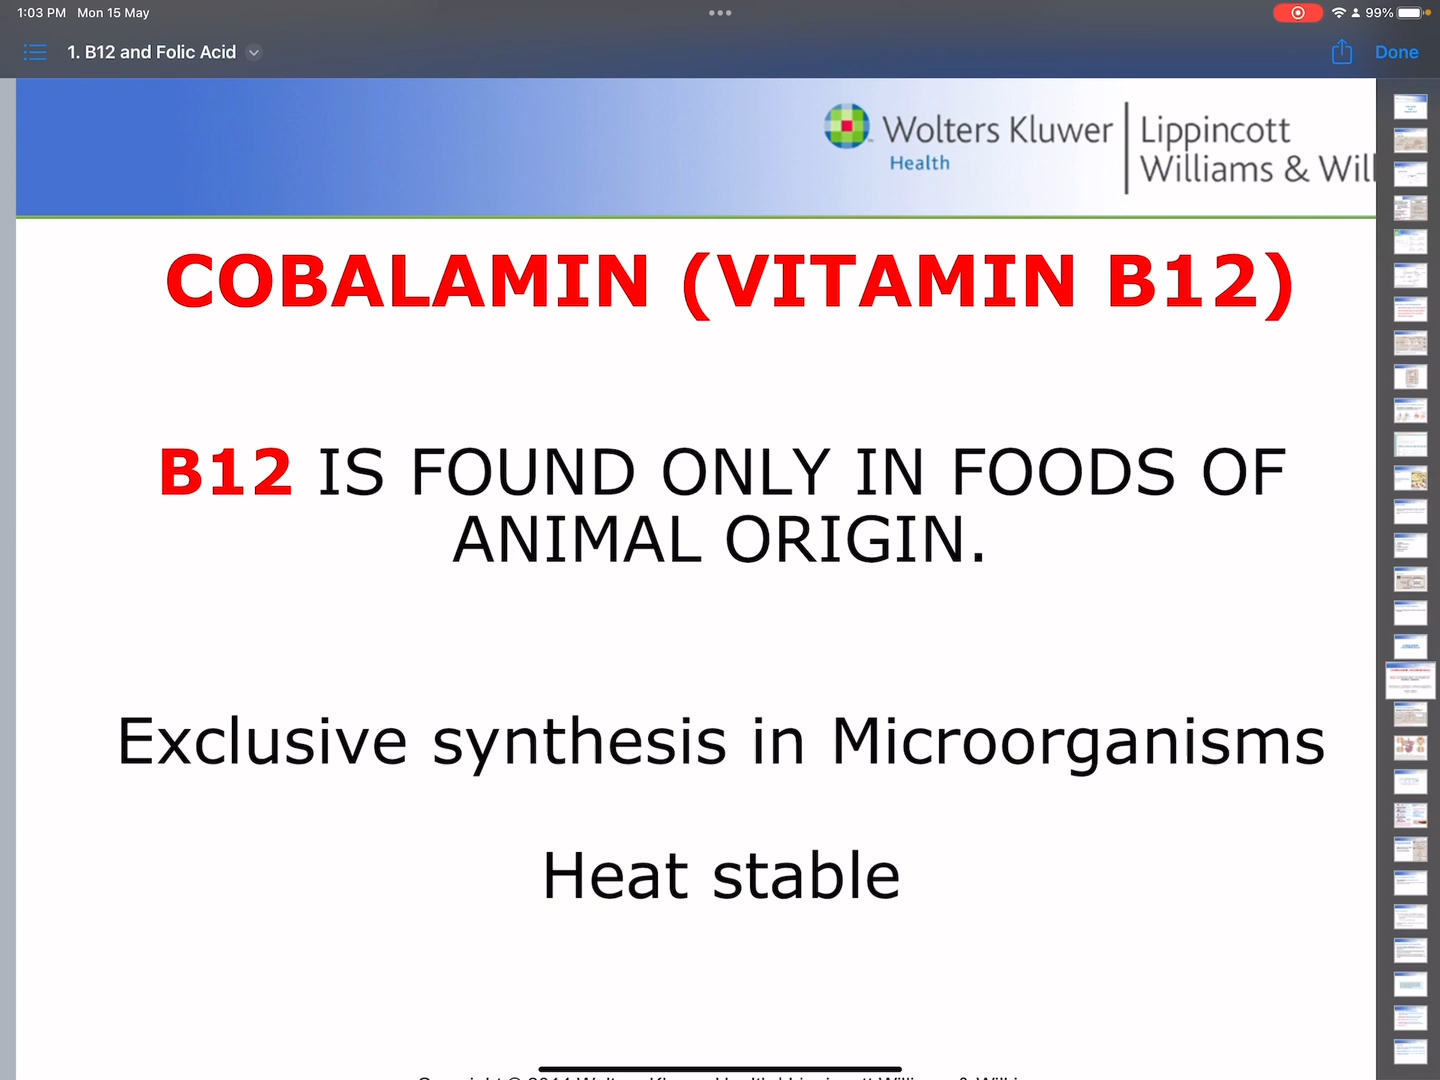 1:03 PM Mon 15 May
99%
1. B12 and Folic Acid
Done
Wolters Kluwer
Health
Lippincott
Williams & Wil
COBALAMIN (VITAMIN B12)
B12 IS FOUND ONLY IN FOODS OF
ANIMAL ORIGIN.
Exclusive synthesis in Microorganisms
Heat stable